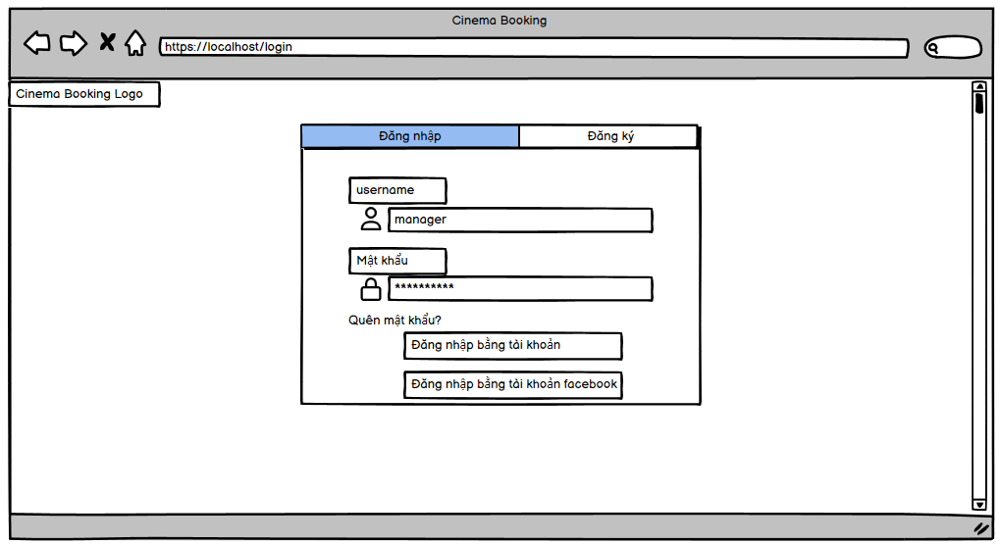 Cinema Booking
https://localhost/login
Cinema Booking Logo
Đăng nhập
Đăng ký
username
manager
Mật khẩu
**********
Quên mật khẩu?
Đăng nhập bằng tài khoản
Đăng nhập bằng tài khoản facebook